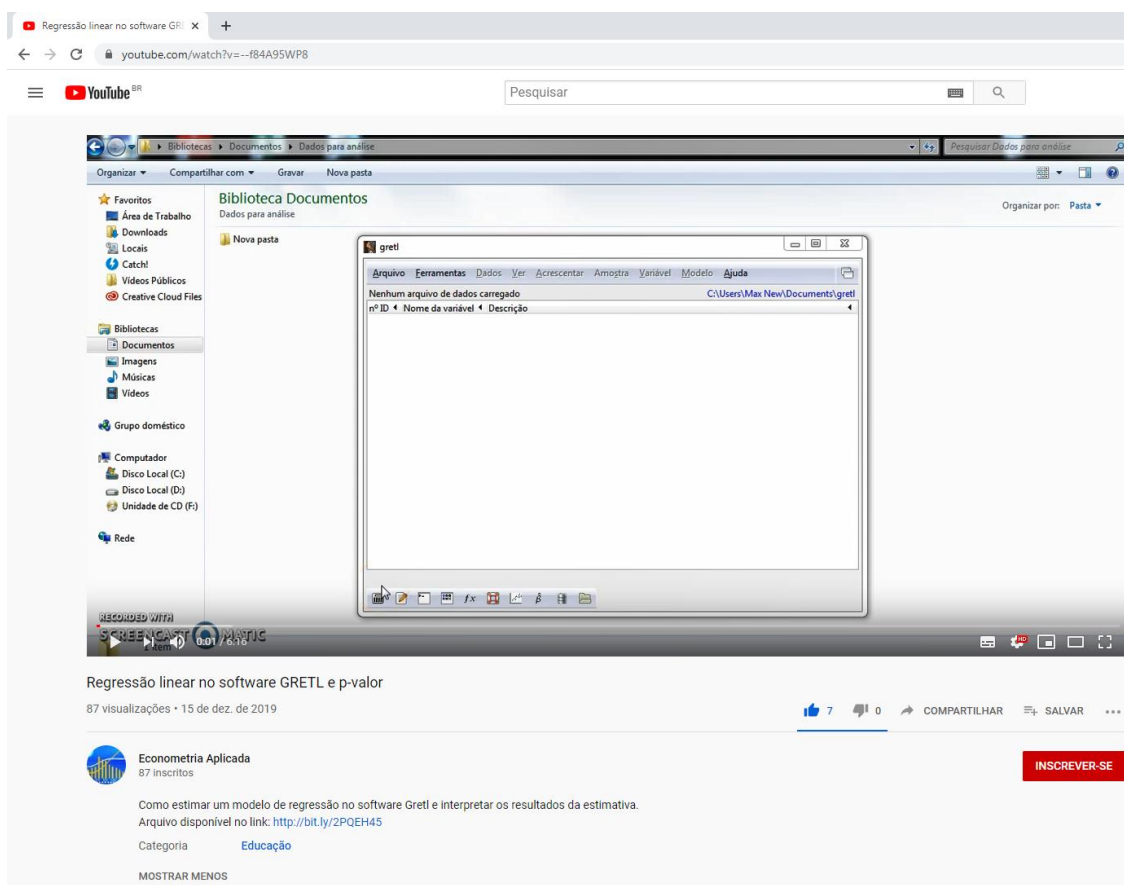 Regressão linear no software GR
youtube.com/watch?v=--f84A95WP8
YouTube BR
Pesquisar
Bibliotecas Documentos Dados para análise
Pesquisar Dados para análise
Organizar Compartilhar com Gravar Nova pasta
Favoritos
Área de Trabalho
Downloads
Locais
Catch!
Vídeos Públicos
Creative Cloud Files
Bibliotecas
Documentos
Imagens
Músicas
Vídeos
Grupo doméstico
Computador
Disco Local (C:)
Disco Local (D:)
Unidade de CD (F:)
Rede
Biblioteca Documentos
Dados para análise
Organizar por: Pasta
Nova pasta
gretl
Arquivo Ferramentas Dados Ver Acrescentar Amostra Variável Modelo Ajuda
Nenhum arquivo de dados carregado C:\Users\Max New\Documents\gretl
nº ID Nome da variável Descrição
fx β̂
RECORDED WITH
SCREENCAST MATIC
1 item
0:01 / 6:16
HD
Regressão linear no software GRETL e p-valor
87 visualizações • 15 de dez. de 2019
7 0 COMPARTILHAR SALVAR
Econometria Aplicada
87 inscritos
INSCREVER-SE
Como estimar um modelo de regressão no software Gretl e interpretar os resultados da estimativa.
Arquivo disponível no link: http://bit.ly/2PQEH45
Categoria Educação
MOSTRAR MENOS